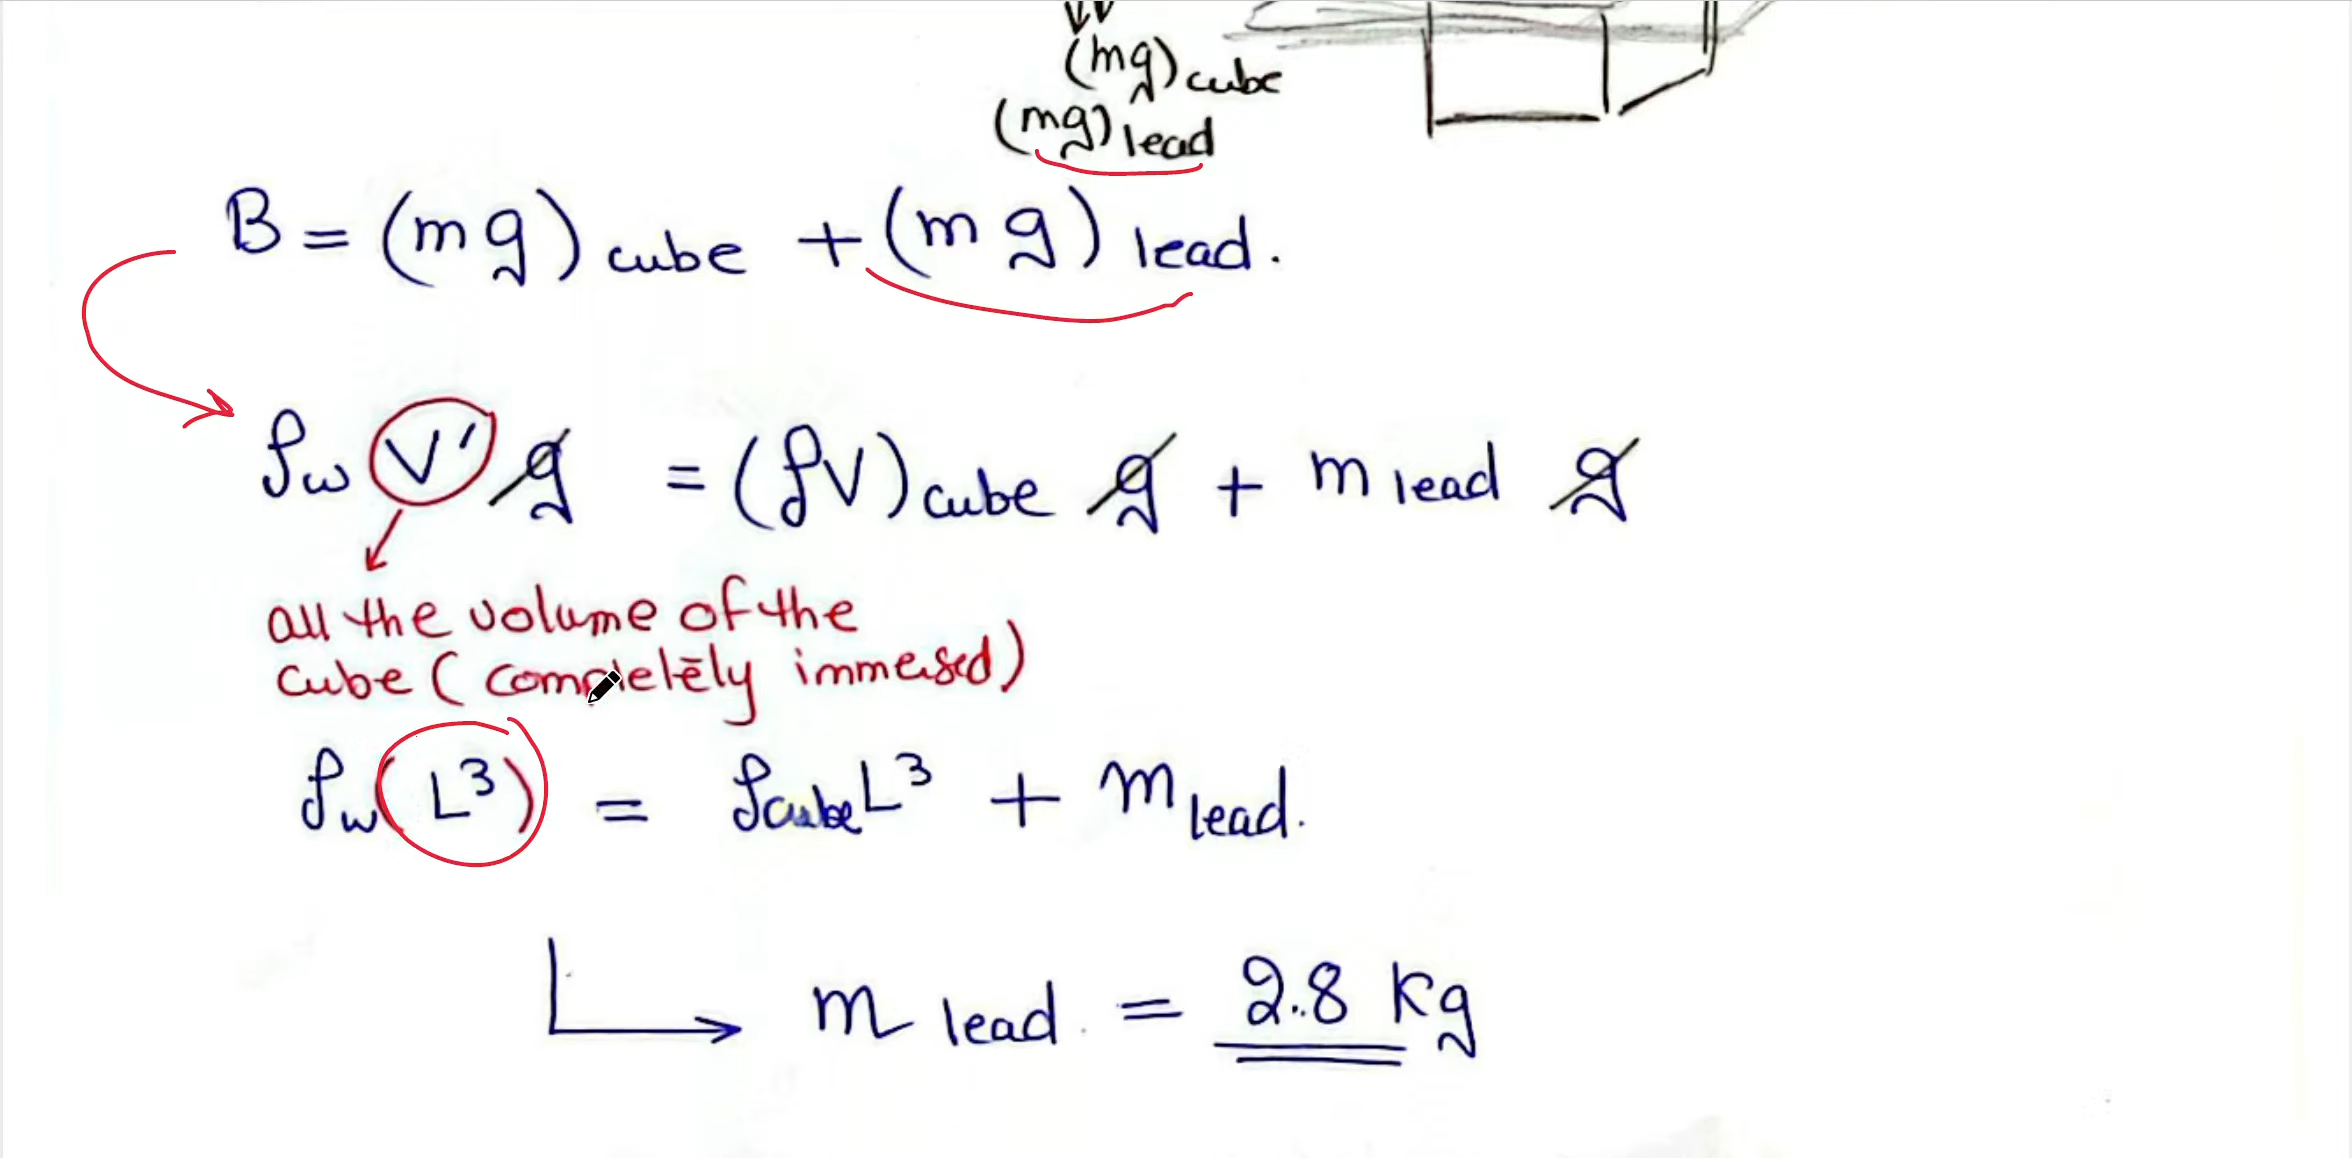 (mg) cube
(mg) lead
B = (mg) cube + (mg) lead.
ρw V' g = (ρV) cube g + m lead g
all the volume of the
cube (completely immersed)
ρw (L³) = ρcube L³ + m lead.
m lead = 2.8 kg